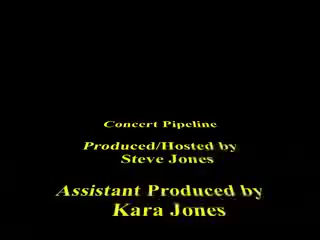 Concert Pipeline
Produced/Hosted by
Steve Jones
Assistant Produced by
Kara Jones